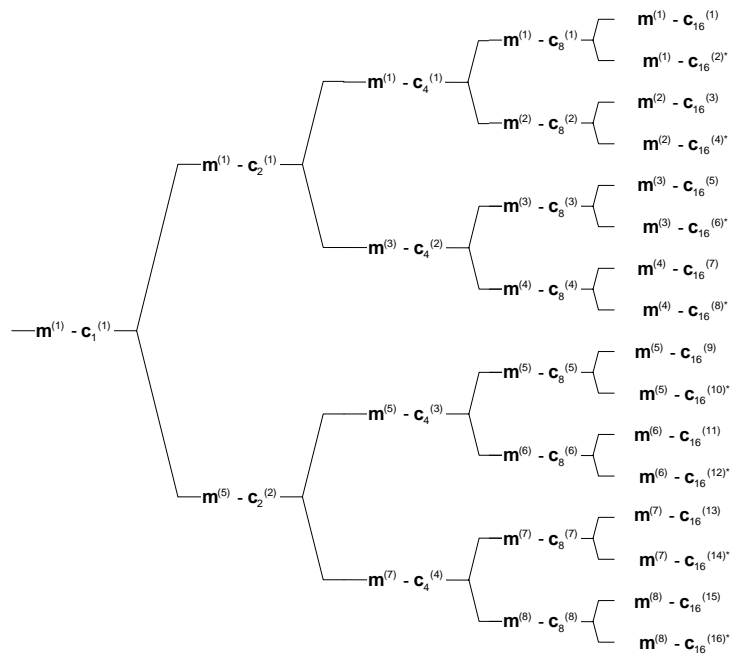 m⁽¹⁾ - c₁₆⁽¹⁾
m⁽¹⁾ - c₈⁽¹⁾
m⁽¹⁾ - c₁₆⁽²⁾*
m⁽¹⁾ - c₄⁽¹⁾
m⁽²⁾ - c₁₆⁽³⁾
m⁽²⁾ - c₈⁽²⁾
m⁽²⁾ - c₁₆⁽⁴⁾*
m⁽¹⁾ - c₂⁽¹⁾
m⁽³⁾ - c₁₆⁽⁵⁾
m⁽³⁾ - c₈⁽³⁾
m⁽³⁾ - c₁₆⁽⁶⁾*
m⁽³⁾ - c₄⁽²⁾
m⁽⁴⁾ - c₁₆⁽⁷⁾
m⁽⁴⁾ - c₈⁽⁴⁾
m⁽⁴⁾ - c₁₆⁽⁸⁾*
m⁽¹⁾ - c₁⁽¹⁾
m⁽⁵⁾ - c₁₆⁽⁹⁾
m⁽⁵⁾ - c₈⁽⁵⁾
m⁽⁵⁾ - c₁₆⁽¹⁰⁾*
m⁽⁵⁾ - c₄⁽³⁾
m⁽⁶⁾ - c₁₆⁽¹¹⁾
m⁽⁶⁾ - c₈⁽⁶⁾
m⁽⁶⁾ - c₁₆⁽¹²⁾*
m⁽⁵⁾ - c₂⁽²⁾
m⁽⁷⁾ - c₁₆⁽¹³⁾
m⁽⁷⁾ - c₈⁽⁷⁾
m⁽⁷⁾ - c₁₆⁽¹⁴⁾*
m⁽⁷⁾ - c₄⁽⁴⁾
m⁽⁸⁾ - c₁₆⁽¹⁵⁾
m⁽⁸⁾ - c₈⁽⁸⁾
m⁽⁸⁾ - c₁₆⁽¹⁶⁾*